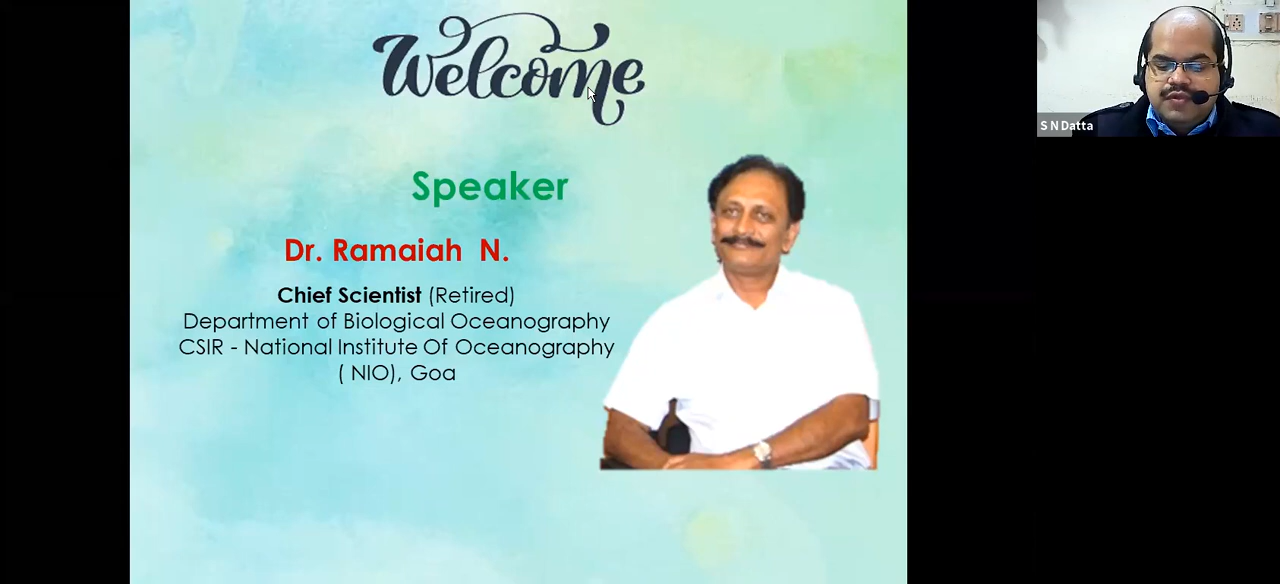 Welcome
Speaker
Dr. Ramaiah N.
Chief Scientist (Retired)
Department of Biological Oceanography
CSIR - National Institute Of Oceanography
( NIO), Goa
S N Datta